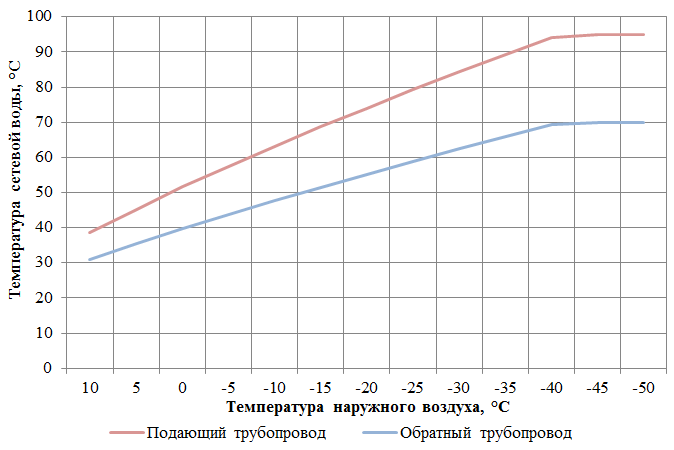 Температура сетевой воды, °С
100
90
80
70
60
50
40
30
20
10
0
10 5 0 -5 -10 -15 -20 -25 -30 -35 -40 -45 -50
Температура наружного воздуха, °С
Подающий трубопровод Обратный трубопровод